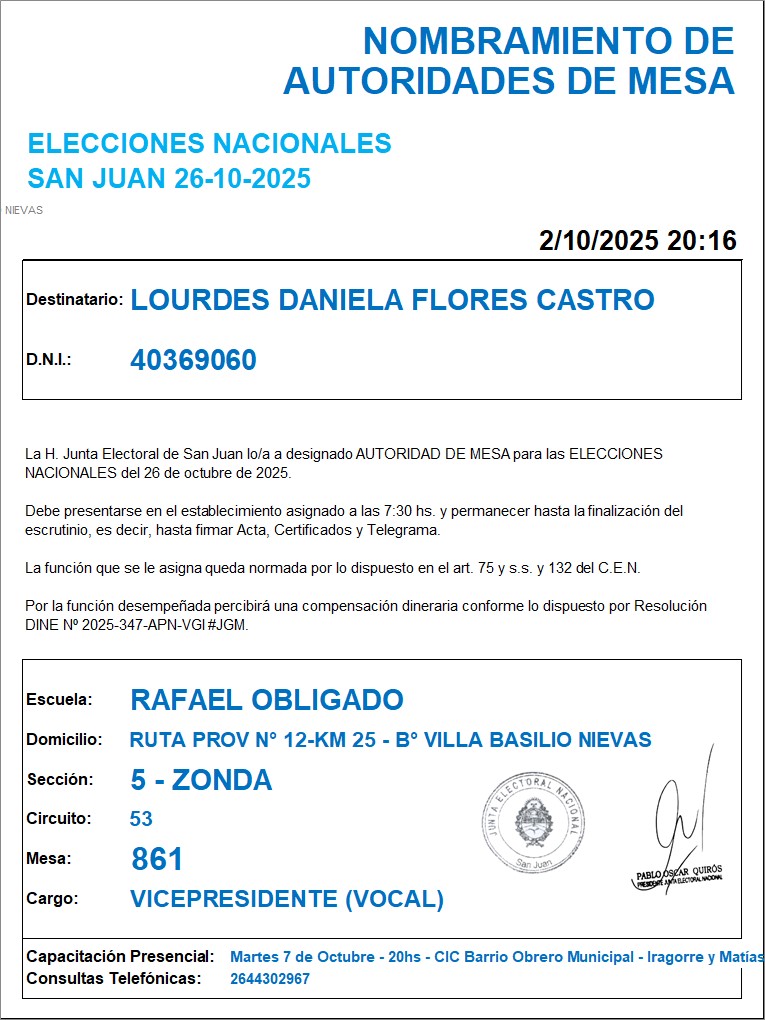 NOMBRAMIENTO DE
AUTORIDADES DE MESA
ELECCIONES NACIONALES
SAN JUAN 26-10-2025
NIEVAS
2/10/2025 20:16
Destinatario: LOURDES DANIELA FLORES CASTRO
D.N.I.: 40369060
La H. Junta Electoral de San Juan lo/a a designado AUTORIDAD DE MESA para las ELECCIONES
NACIONALES del 26 de octubre de 2025.
Debe presentarse en el establecimiento asignado a las 7:30 hs. y permanecer hasta la finalización del
escrutinio, es decir, hasta firmar Acta, Certificados y Telegrama.
La función que se le asigna queda normada por lo dispuesto en el art. 75 y s.s. y 132 del C.E.N.
Por la función desempeñada percibirá una compensación dineraria conforme lo dispuesto por Resolución
DINE Nº 2025-347-APN-VGI#JGM.
Escuela: RAFAEL OBLIGADO
Domicilio: RUTA PROV N° 12-KM 25 - B° VILLA BASILIO NIEVAS
Sección: 5 - ZONDA
Circuito: 53
Mesa: 861
Cargo: VICEPRESIDENTE (VOCAL)
JUNTA ELECTORAL NACIONAL
San Juan
PABLO OSCAR QUIRÓS
PRESIDENTE JUNTA ELECTORAL NACIONAL
Capacitación Presencial: Martes 7 de Octubre - 20hs - CIC Barrio Obrero Municipal - Iragorre y Matías
Consultas Telefónicas: 2644302967